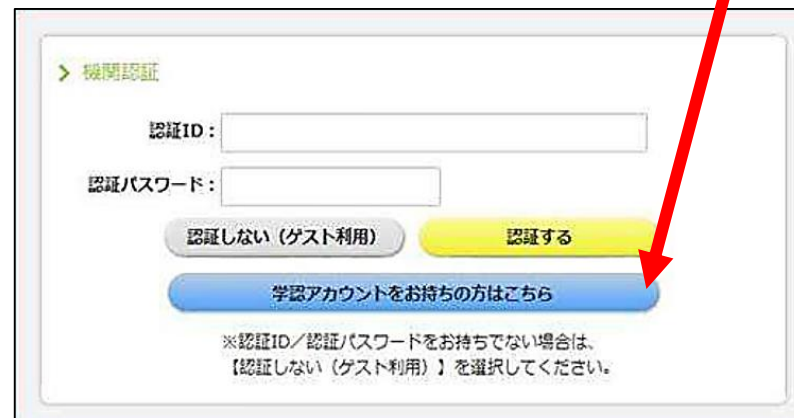 > 機関認証
認証ID：
認証パスワード：
認証しない（ゲスト利用） 認証する
学認アカウントをお持ちの方はこちら
※認証ID／認証パスワードをお持ちでない場合は、
【認証しない（ゲスト利用）】を選択してください。